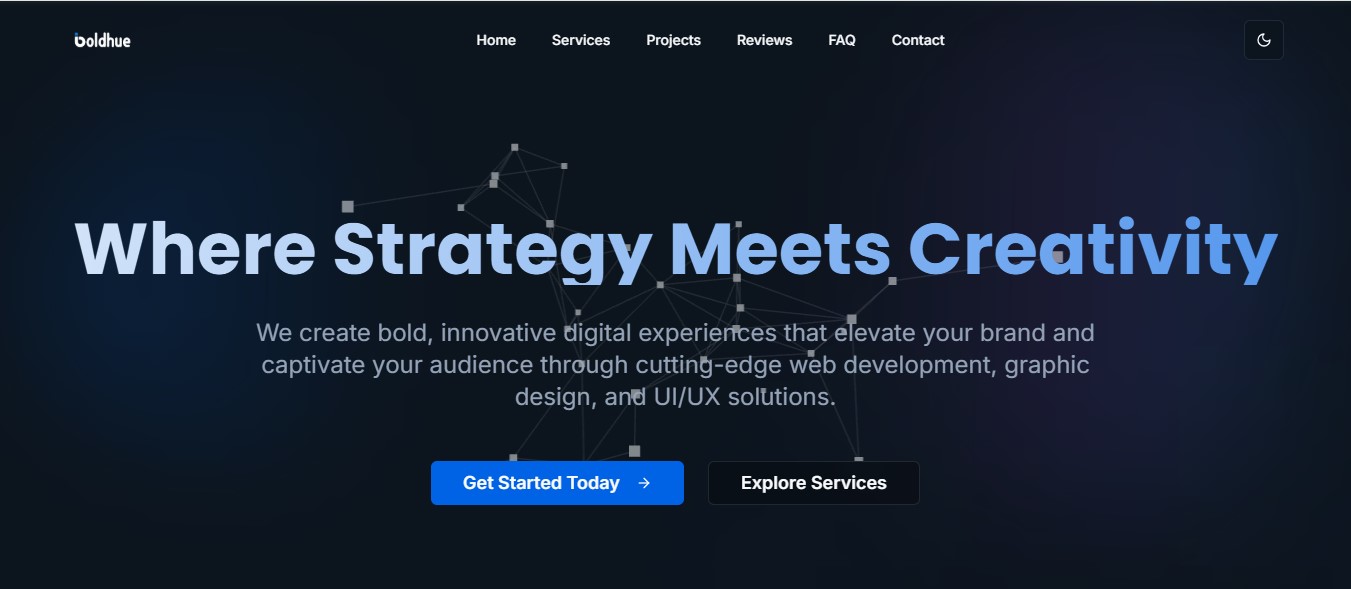 boldhue
Home Services Projects Reviews FAQ Contact
Where Strategy Meets Creativity
We create bold, innovative digital experiences that elevate your brand and
captivate your audience through cutting-edge web development, graphic
design, and UI/UX solutions.
Get Started Today →
Explore Services